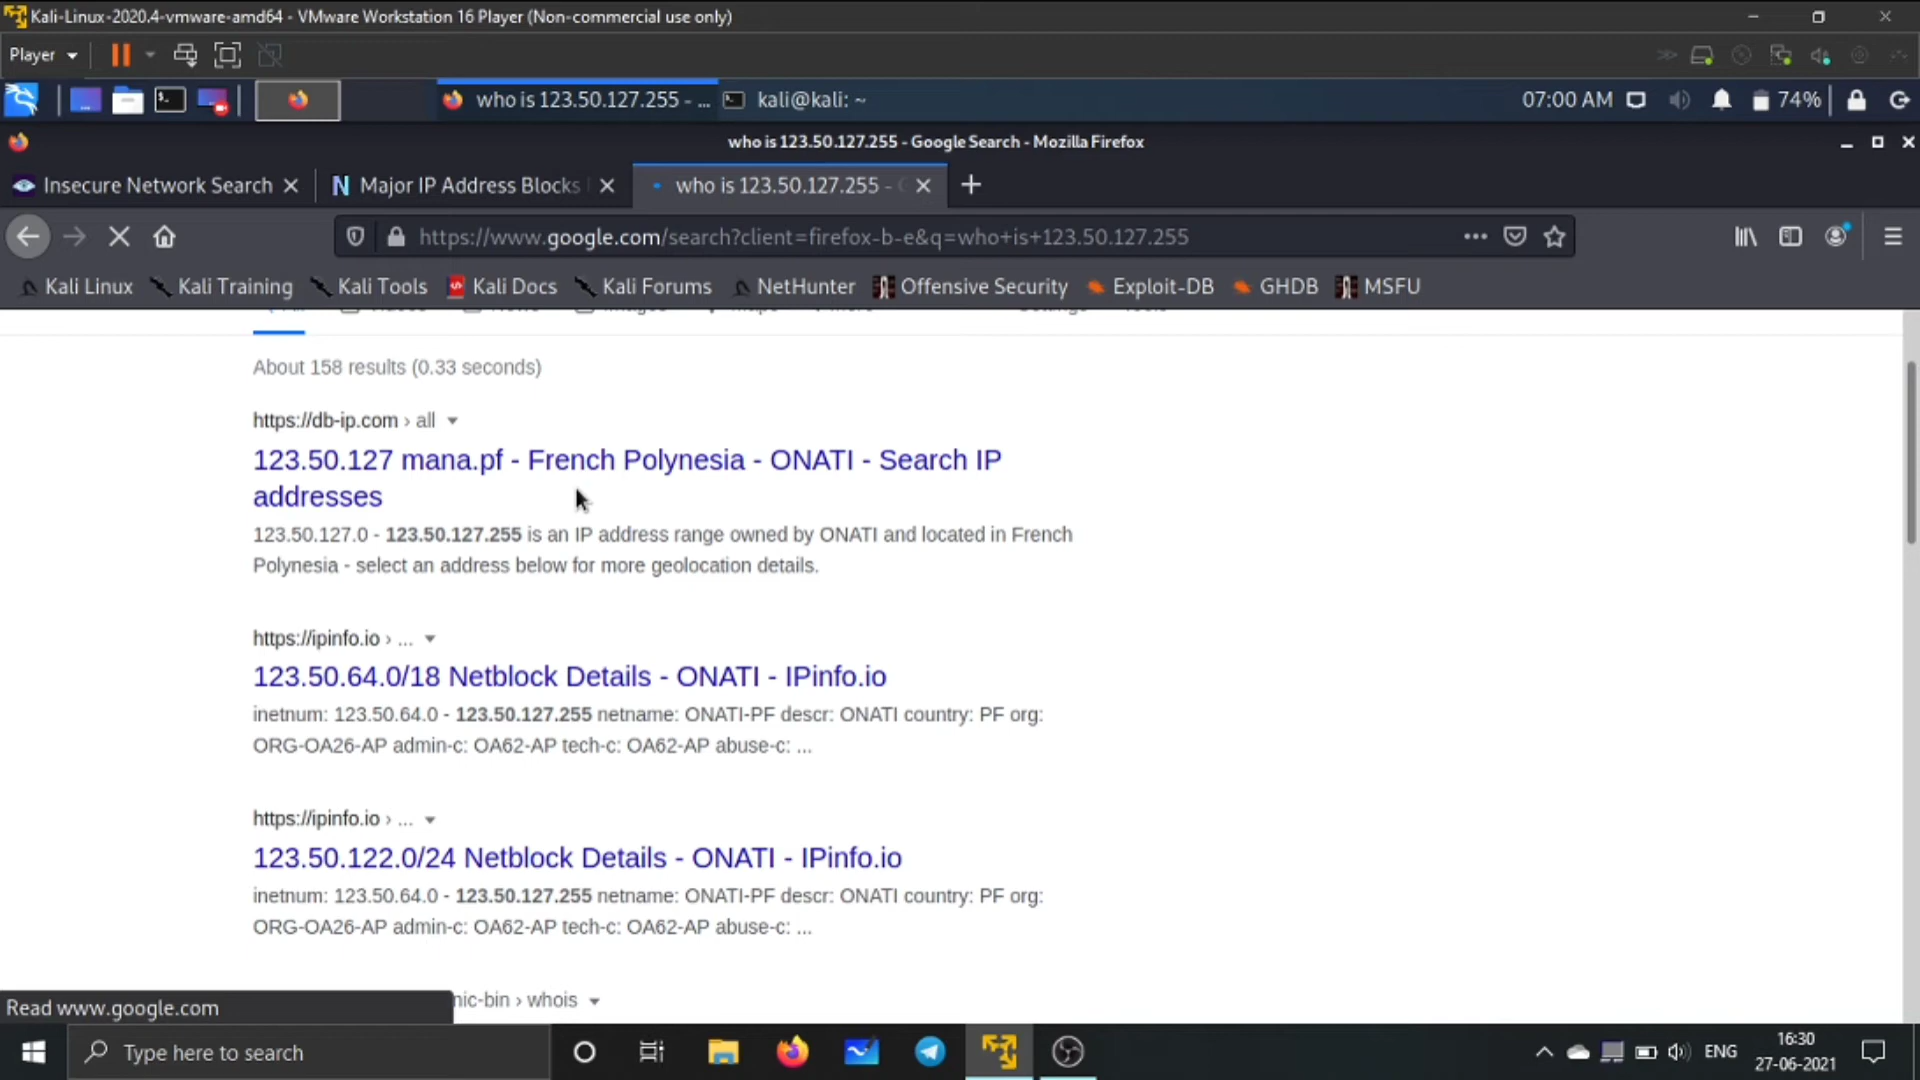 Kali-Linux-2020.4-vmware-amd64 - VMware Workstation 16 Player (Non-commercial use only)
Player
who is 123.50.127.255 - ...
kali@kali: ~
07:00 AM
74%
who is 123.50.127.255 - Google Search - Mozilla Firefox
Insecure Network Search
Major IP Address Blocks
who is 123.50.127.255 -
https://www.google.com/search?client=firefox-b-e&q=who+is+123.50.127.255
Kali Linux Kali Training Kali Tools Kali Docs Kali Forums NetHunter Offensive Security Exploit-DB GHDB MSFU
About 158 results (0.33 seconds)
https://db-ip.com › all
123.50.127 mana.pf - French Polynesia - ONATI - Search IP
addresses
123.50.127.0 - 123.50.127.255 is an IP address range owned by ONATI and located in French
Polynesia - select an address below for more geolocation details.
https://ipinfo.io › ...
123.50.64.0/18 Netblock Details - ONATI - IPinfo.io
inetnum: 123.50.64.0 - 123.50.127.255 netname: ONATI-PF descr: ONATI country: PF org:
ORG-OA26-AP admin-c: OA62-AP tech-c: OA62-AP abuse-c: ...
https://ipinfo.io › ...
123.50.122.0/24 Netblock Details - ONATI - IPinfo.io
inetnum: 123.50.64.0 - 123.50.127.255 netname: ONATI-PF descr: ONATI country: PF org:
ORG-OA26-AP admin-c: OA62-AP tech-c: OA62-AP abuse-c: ...
nic-bin › whois
Read www.google.com
Type here to search
ENG
16:30
27-06-2021